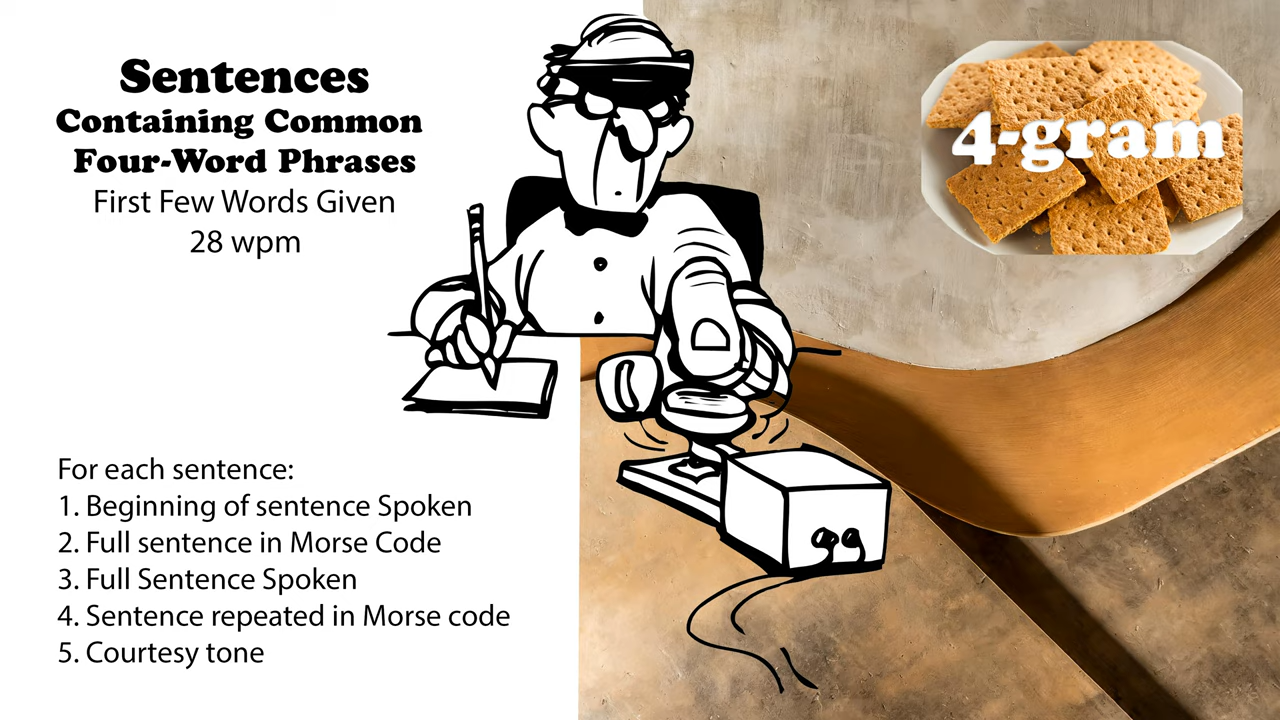 Sentences
Containing Common
Four-Word Phrases
First Few Words Given
28 wpm
4-gram
For each sentence:
1. Beginning of sentence Spoken
2. Full sentence in Morse Code
3. Full Sentence Spoken
4. Sentence repeated in Morse code
5. Courtesy tone